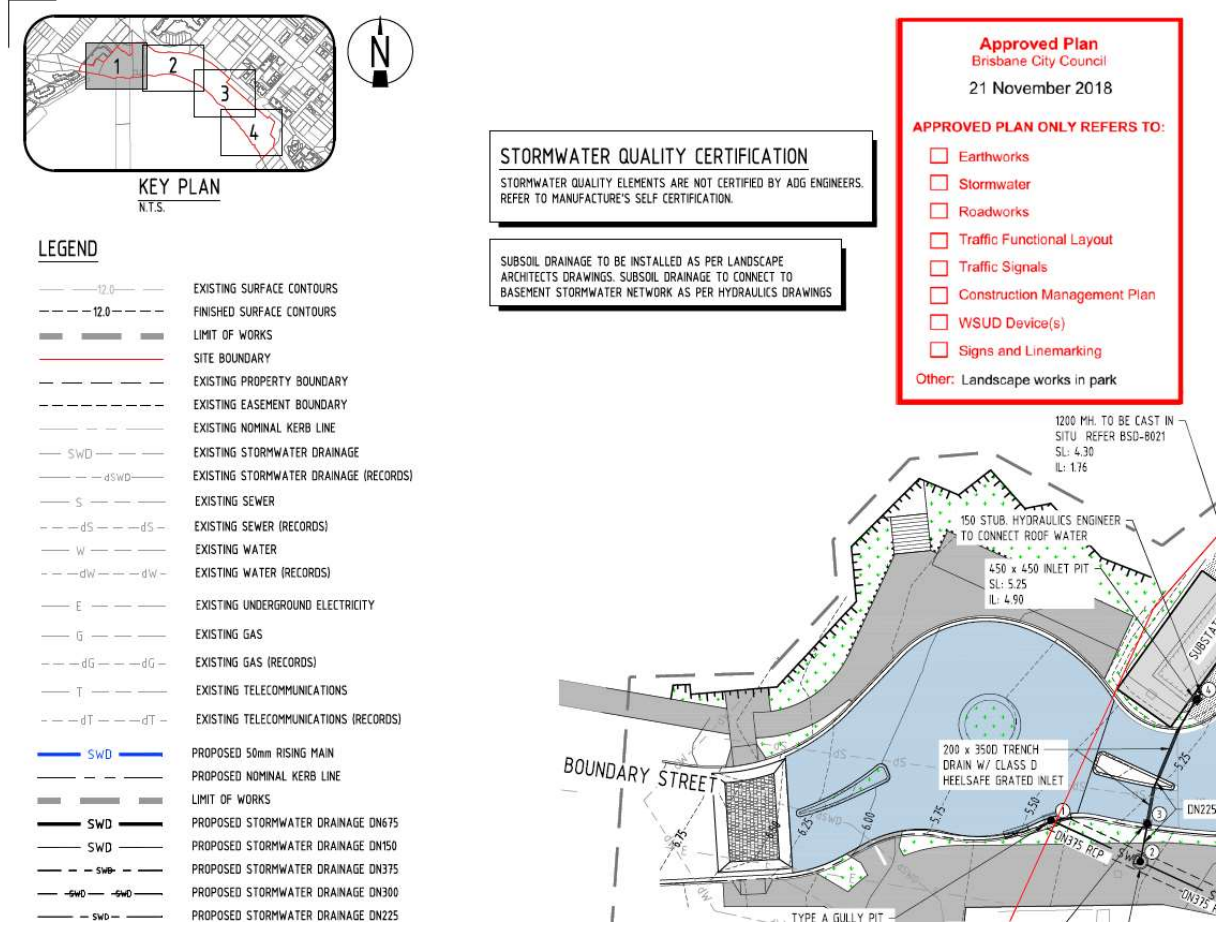 1
2
3
4
N
KEY PLAN
N.T.S.
STORMWATER QUALITY CERTIFICATION
STORMWATER QUALITY ELEMENTS ARE NOT CERTIFIED BY ADG ENGINEERS.
REFER TO MANUFACTURE'S SELF CERTIFICATION.
SUBSOIL DRAINAGE TO BE INSTALLED AS PER LANDSCAPE
ARCHITECTS DRAWINGS. SUBSOIL DRAINAGE TO CONNECT TO
BASEMENT STORMWATER NETWORK AS PER HYDRAULICS DRAWINGS
Approved Plan
Brisbane City Council
21 November 2018
APPROVED PLAN ONLY REFERS TO:
Earthworks
Stormwater
Roadworks
Traffic Functional Layout
Traffic Signals
Construction Management Plan
WSUD Device(s)
Signs and Linemarking
Other: Landscape works in park
LEGEND
12.0 EXISTING SURFACE CONTOURS
12.0 FINISHED SURFACE CONTOURS
LIMIT OF WORKS
SITE BOUNDARY
EXISTING PROPERTY BOUNDARY
EXISTING EASEMENT BOUNDARY
EXISTING NOMINAL KERB LINE
SWD EXISTING STORMWATER DRAINAGE
dSWD EXISTING STORMWATER DRAINAGE (RECORDS)
S EXISTING SEWER
dS dS EXISTING SEWER (RECORDS)
W EXISTING WATER
dW dW EXISTING WATER (RECORDS)
E EXISTING UNDERGROUND ELECTRICITY
G EXISTING GAS
dG dG EXISTING GAS (RECORDS)
T EXISTING TELECOMMUNICATIONS
dT dT EXISTING TELECOMMUNICATIONS (RECORDS)
SWD PROPOSED 50mm RISING MAIN
PROPOSED NOMINAL KERB LINE
LIMIT OF WORKS
SWD PROPOSED STORMWATER DRAINAGE DN675
SWD PROPOSED STORMWATER DRAINAGE DN150
SWD PROPOSED STORMWATER DRAINAGE DN375
SWD SWD PROPOSED STORMWATER DRAINAGE DN300
SWD PROPOSED STORMWATER DRAINAGE DN225
1200 MH. TO BE CAST IN
SITU REFER BSD-8021
SL: 4.30
IL: 1.76
150 STUB. HYDRAULICS ENGINEER
TO CONNECT ROOF WATER
450 x 450 INLET PIT
SL: 5.25
IL: 4.90
4
200 x 350D TRENCH
DRAIN W/ CLASS D
HEELSAFE GRATED INLET
BOUNDARY STREET
6.75
6.25
6.00
5.75
5.50
5.25
dS
dS
dSWD
dW
dW
E
DN225
1
3
2
DN375 RCP
SWD
DN375
TYPE A GULLY PIT